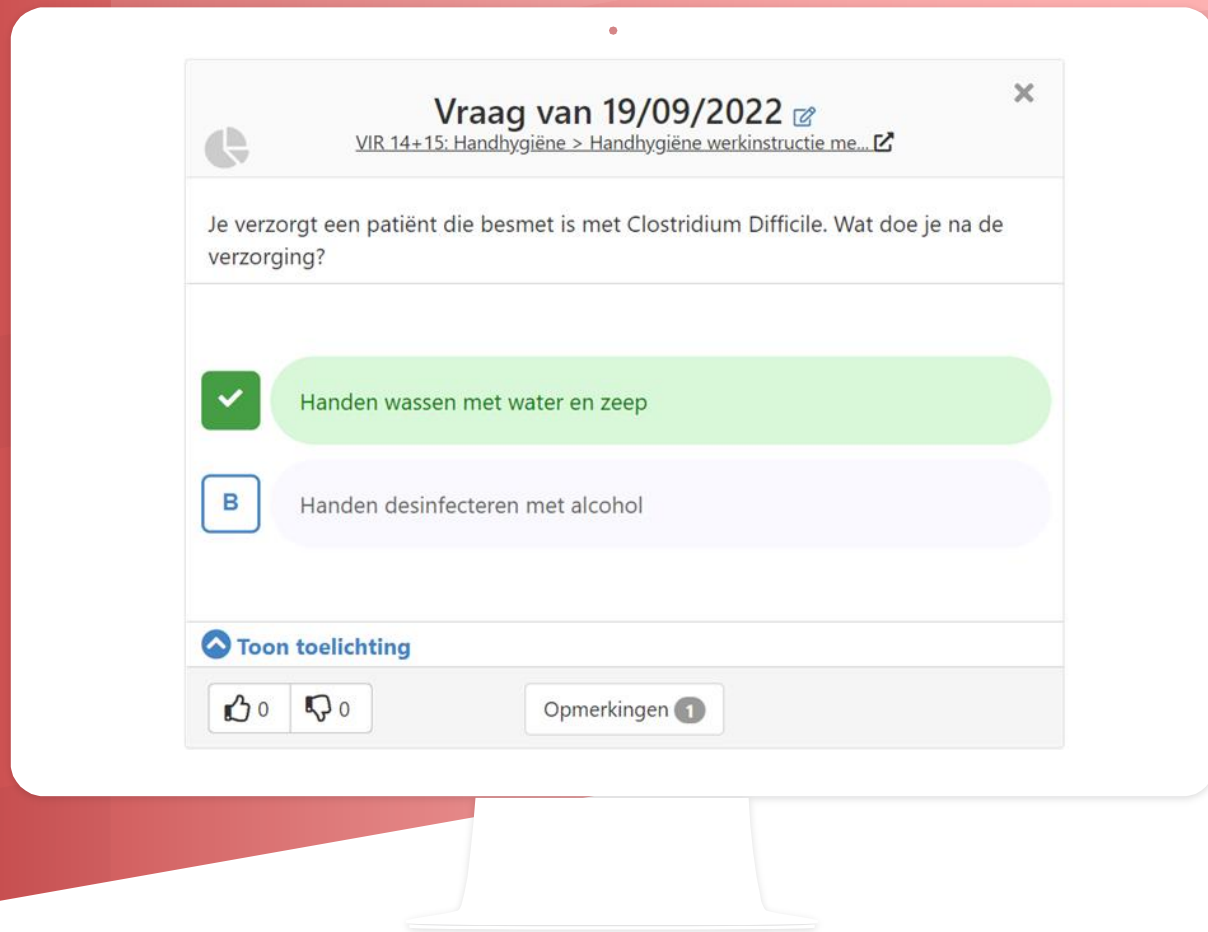 Vraag van 19/09/2022
VIR 14+15: Handhygiëne > Handhygiëne werkinstructie me...
Je verzorgt een patiënt die besmet is met Clostridium Difficile. Wat doe je na de
verzorging?
Handen wassen met water en zeep
B
Handen desinfecteren met alcohol
Toon toelichting
0
0
Opmerkingen 1